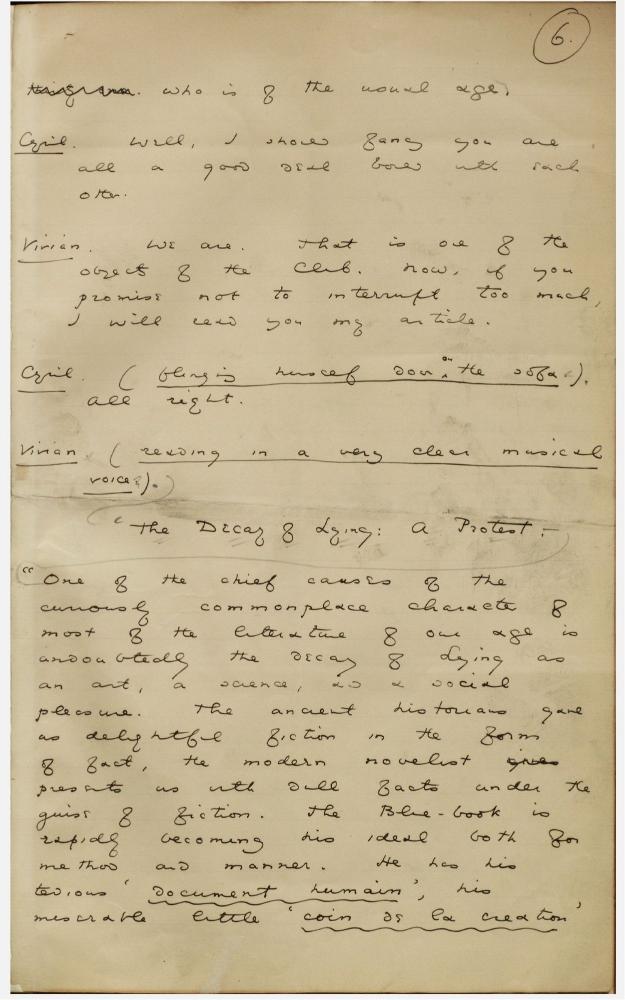 6.
who is of the usual age.
Cyril. Well, I should fancy you are
all a good deal bored with each
other.
Vivian. We are. That is one of the
objects of the Club. Now, if you
promise not to interrupt too much,
I will read you my article.
Cyril. (flinging himself down on the sofa.).
all right.
Vivian (reading in a very clear musical
voice).
"The Decay of Lying: A Protest.-
"One of the chief causes of the
curiously commonplace character of
most of the literature of our age is
undoubtedly the decay of Lying as
an art, a science, and a social
pleasure. The ancient historians gave
us delightful fiction in the form
of fact, the modern novelist gives
presents us with dull facts under the
guise of fiction. The Blue-book is
rapidly becoming his ideal both for
method and manner. He has his
tedious 'document humain', his
miserable little 'coin de la creation'